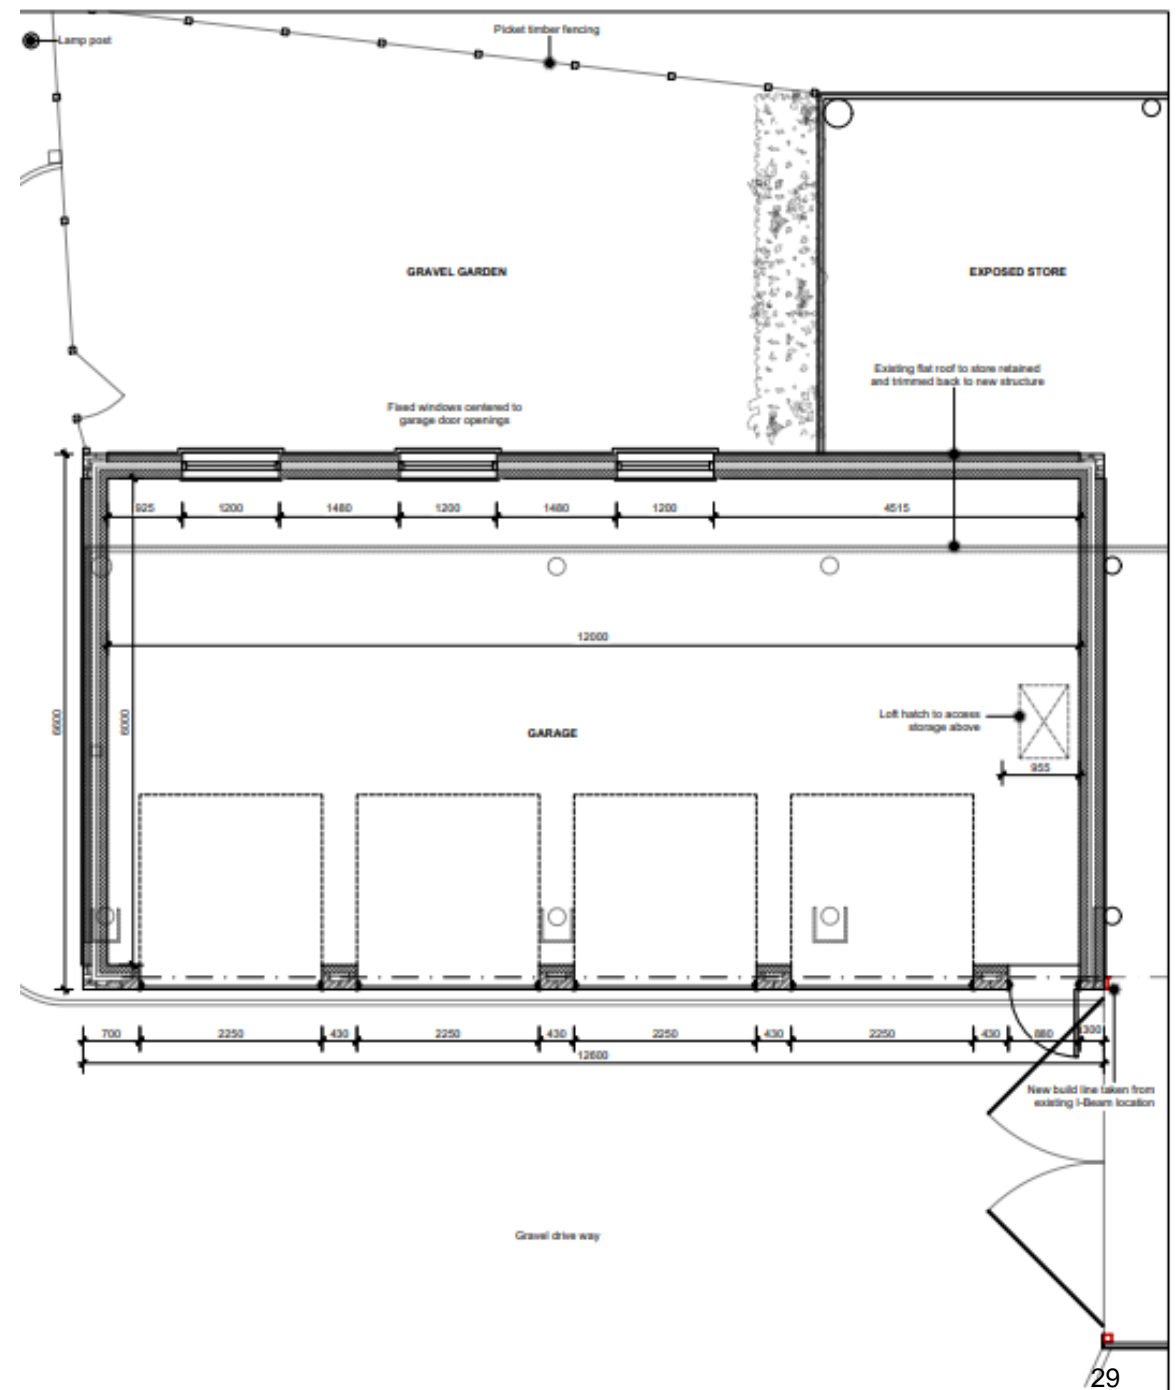 Lamp post
Picket timber fencing
GRAVEL GARDEN
EXPOSED STORE
Existing flat roof to store retained
and trimmed back to new structure
Fixed windows centered to
garage door openings
925
1200
1480
1200
1480
1200
4515
12000
6600
6000
GARAGE
Loft hatch to access
storage above
955
700
2250
430
2250
430
2250
430
2250
430
880
300
12600
New build line taken from
existing I-Beam location
Gravel drive way
29